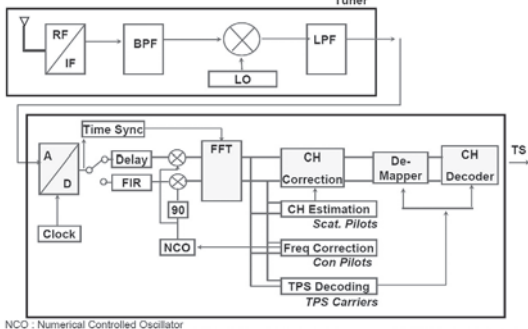 Tuner
RF
IF
BPF
LPF
LO
Time Sync
A
D
Delay
FIR
FFT
CH
Correction
De-
Mapper
CH
Decoder
TS
90
CH Estimation
Scat. Pilots
Clock
NCO
Freq Correction
Con Pilots
TPS Decoding
TPS Carriers
NCO : Numerical Controlled Oscillator